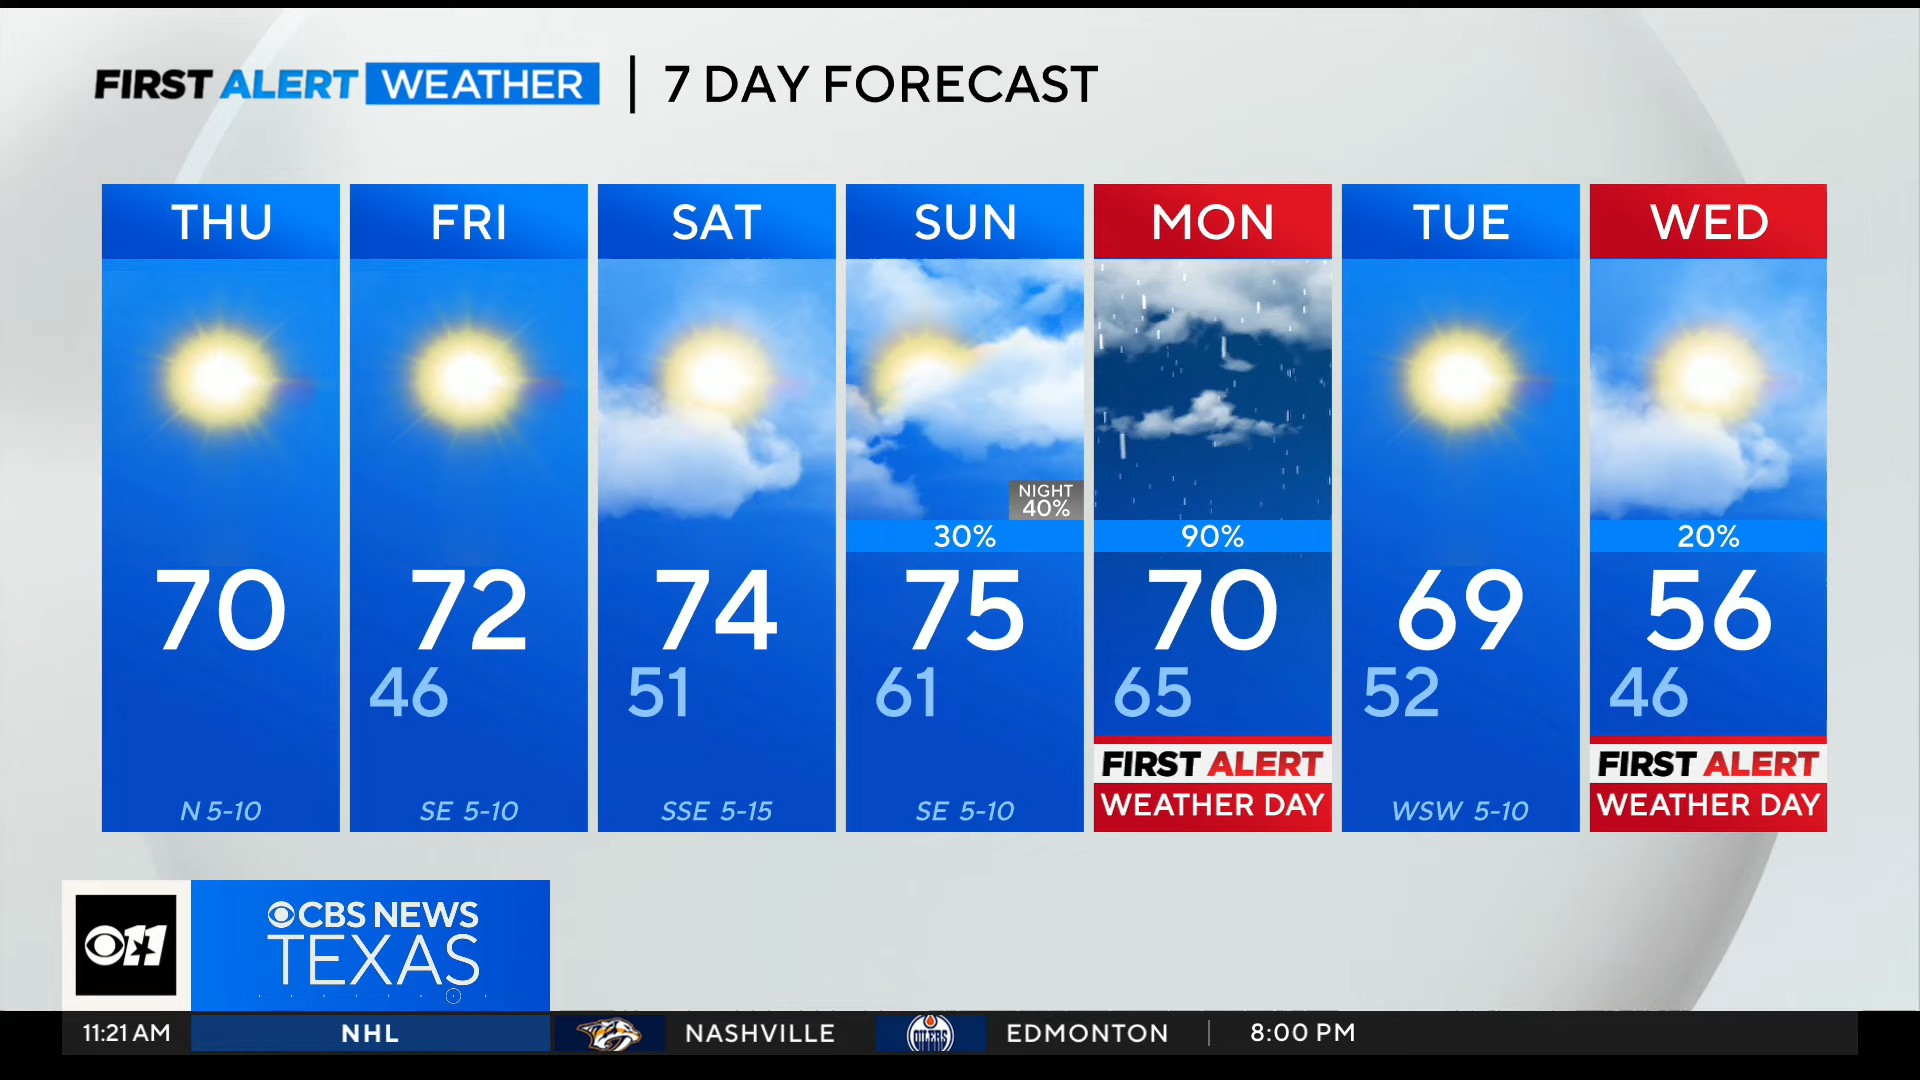 FIRST ALERT WEATHER | 7 DAY FORECAST
THU
FRI
SAT
SUN
MON
TUE
WED
NIGHT
40%
30%
90%
20%
70
72
74
75
70
69
56
46
51
61
65
52
46
N 5-10
SE 5-10
SSE 5-15
SE 5-10
FIRST ALERT
WEATHER DAY
WSW 5-10
FIRST ALERT
WEATHER DAY
11
CBS NEWS
TEXAS
11:21 AM
NHL
NASHVILLE
OILERS
EDMONTON
8:00 PM